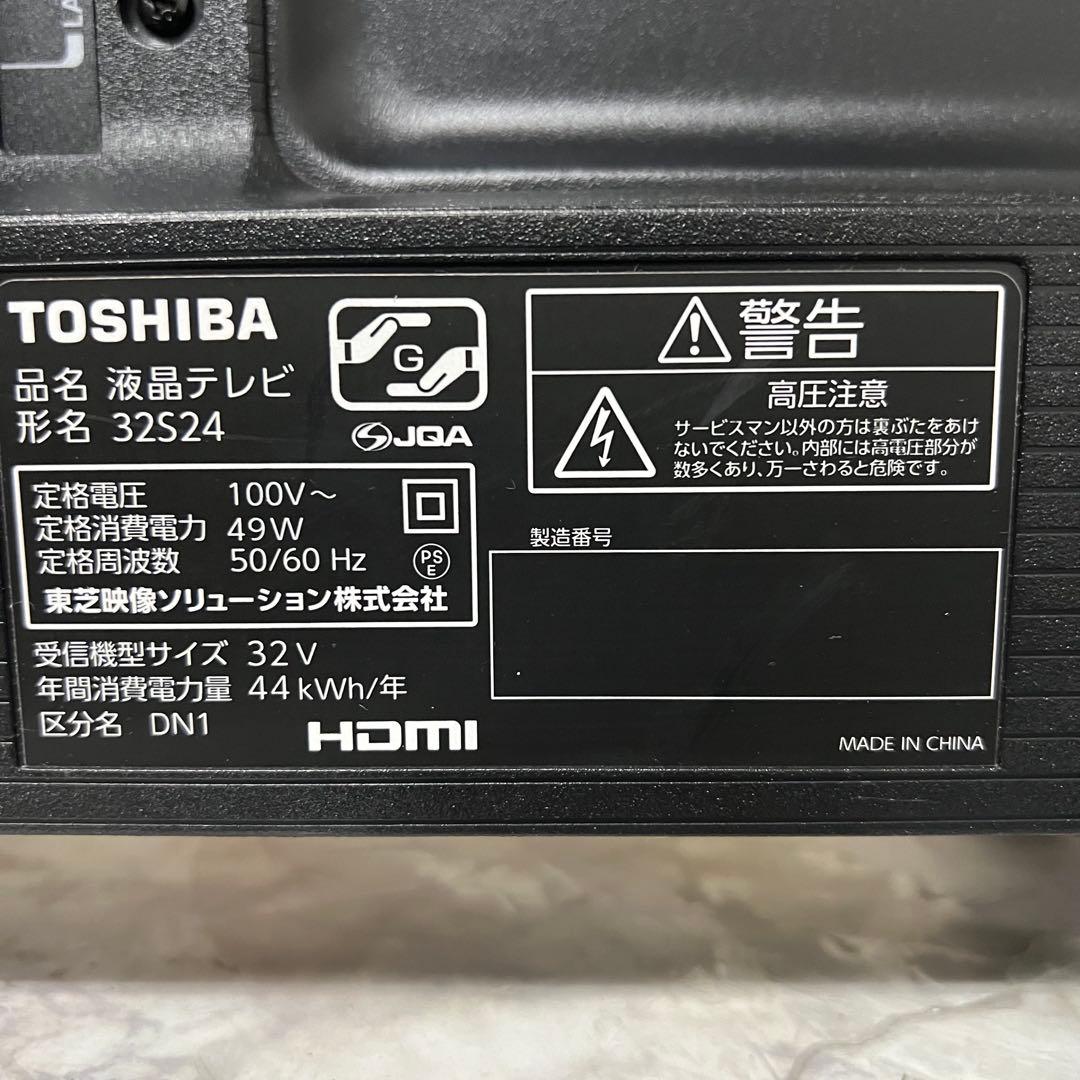 TOSHIBA
品名 液晶テレビ
形名 32S24
G
JQA
定格電圧 100V～
定格消費電力 49W
定格周波数 50/60 Hz
PS
E
東芝映像ソリューション株式会社
受信機型サイズ 32V
年間消費電力量 44kWh/年
区分名 DN1
HDMI
警告
高圧注意
サービスマン以外の方は裏ぶたをあけ
ないでください。内部には高電圧部分が
数多くあり、万一さわると危険です。
製造番号
MADE IN CHINA